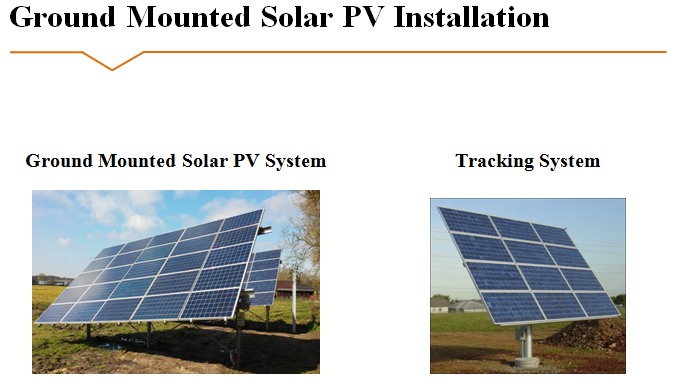 Ground Mounted Solar PV Installation
Ground Mounted Solar PV System
Tracking System